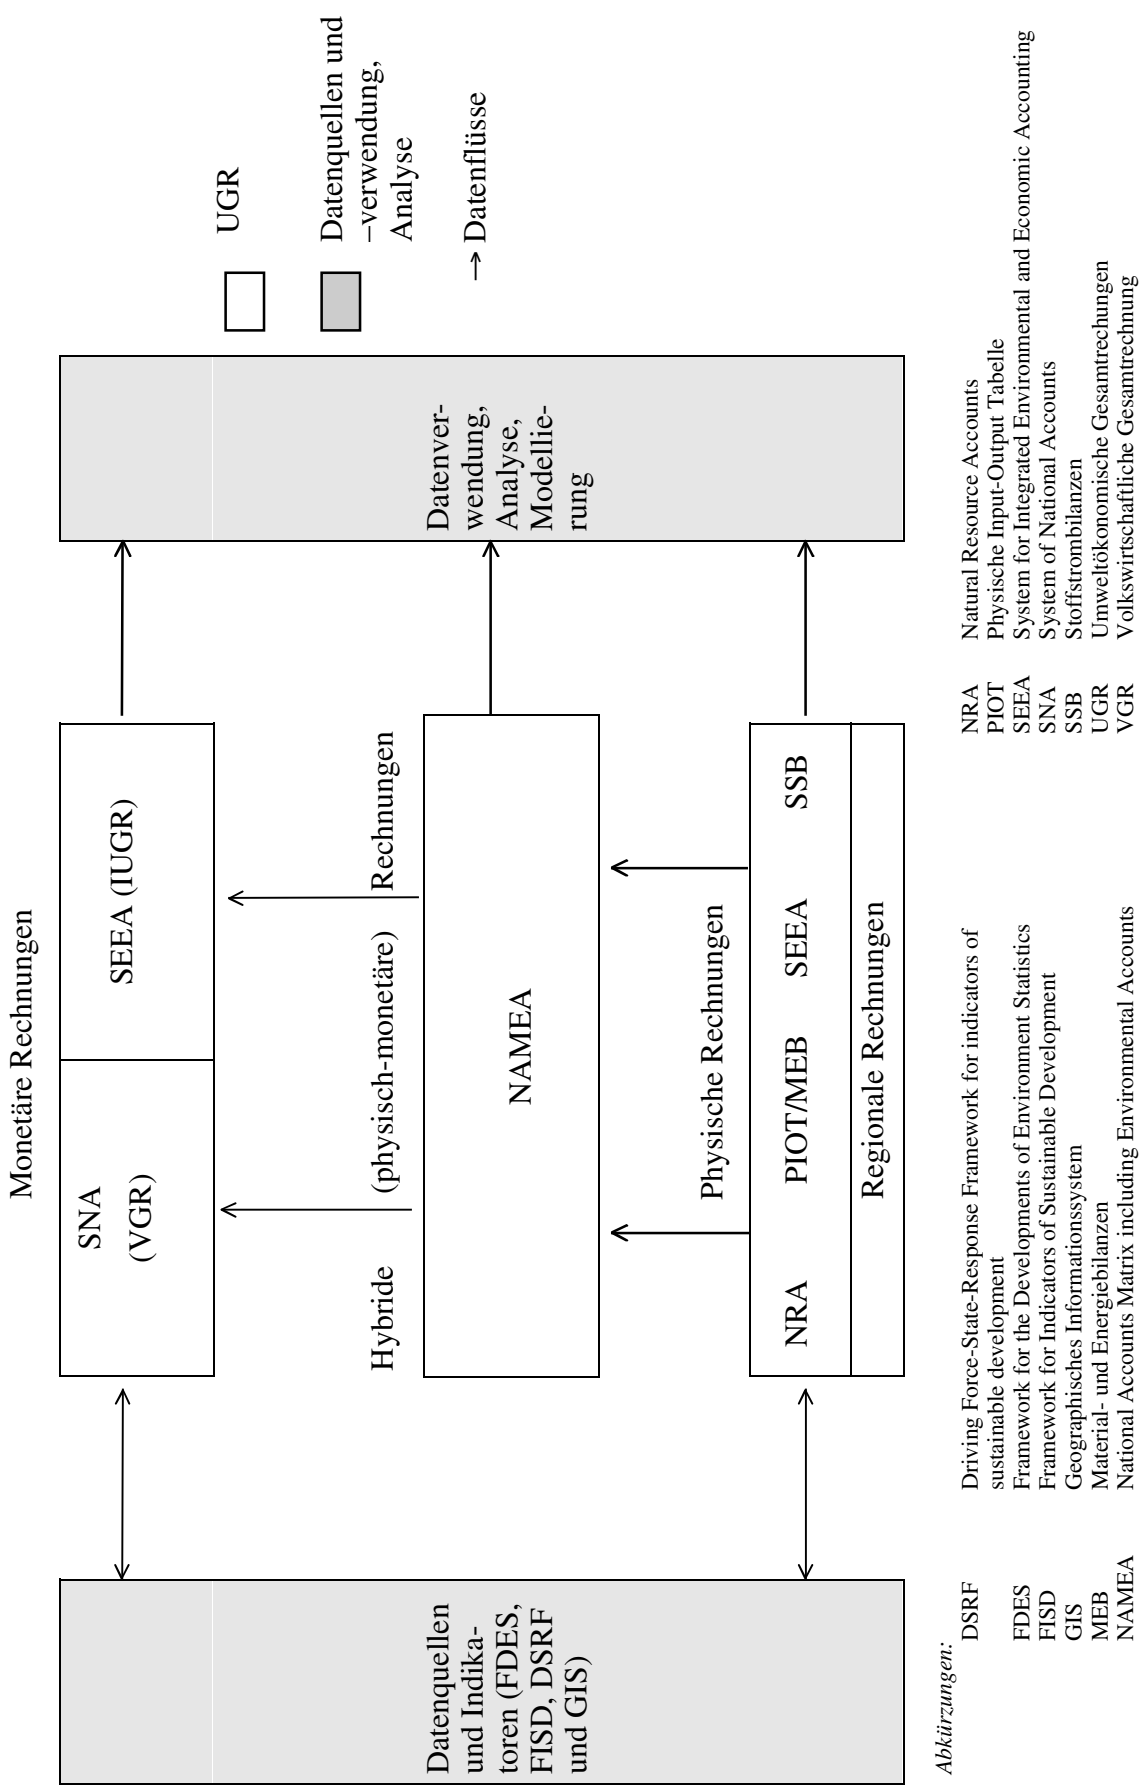 Monetäre Rechnungen
Datenquellen
und Indika-
toren (FDES,
FISD, DSRF
und GIS)
SNA
(VGR)
SEEA (IUGR)
Hybride (physisch-monetäre) Rechnungen
NAMEA
Physische Rechnungen
NRA PIOT/MEB SEEA SSB
Regionale Rechnungen
Datenver-
wendung,
Analyse,
Modellie-
rung
UGR
Datenquellen und
–verwendung,
Analyse
→ Datenflüsse
Abkürzungen:
DSRF Driving Force-State-Response Framework for indicators of
sustainable development
FDES Framework for the Developments of Environment Statistics
FISD Framework for Indicators of Sustainable Development
GIS Geographisches Informationssystem
MEB Material- und Energiebilanzen
NAMEA National Accounts Matrix including Environmental Accounts
NRA Natural Resource Accounts
PIOT Physische Input-Output Tabelle
SEEA System for Integrated Environmental and Economic Accounting
SNA System of National Accounts
SSB Stoffstrombilanzen
UGR Umweltökonomische Gesamtrechungen
VGR Volkswirtschaftliche Gesamtrechnung